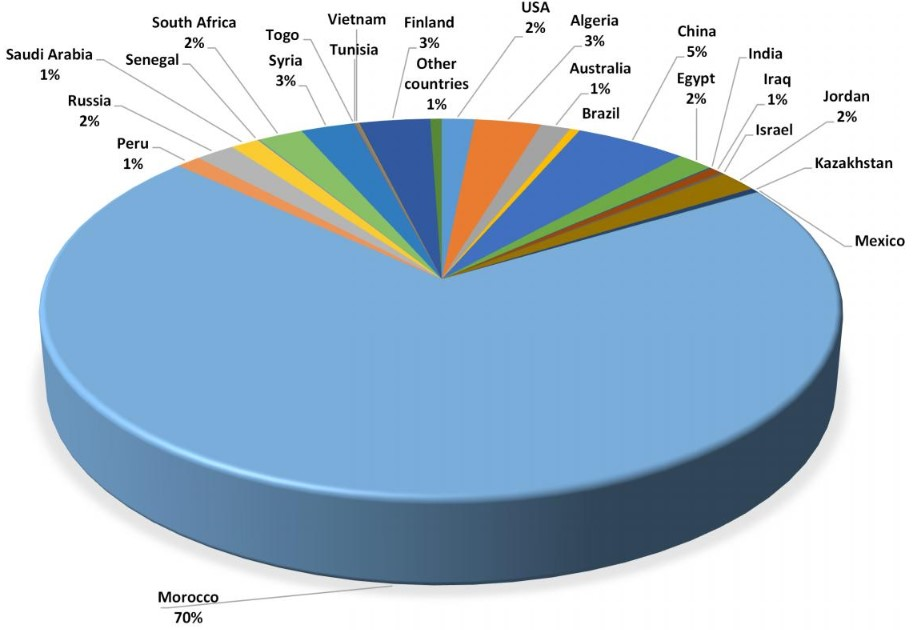 USA
2%
Algeria
3%
Australia
1%
Brazil
China
5%
Egypt
2%
India
Iraq
1%
Israel
Jordan
2%
Kazakhstan
Mexico
Morocco
70%
Peru
1%
Russia
2%
Saudi Arabia
1%
Senegal
South Africa
2%
Syria
3%
Togo
Tunisia
Vietnam
Finland
3%
Other
countries
1%